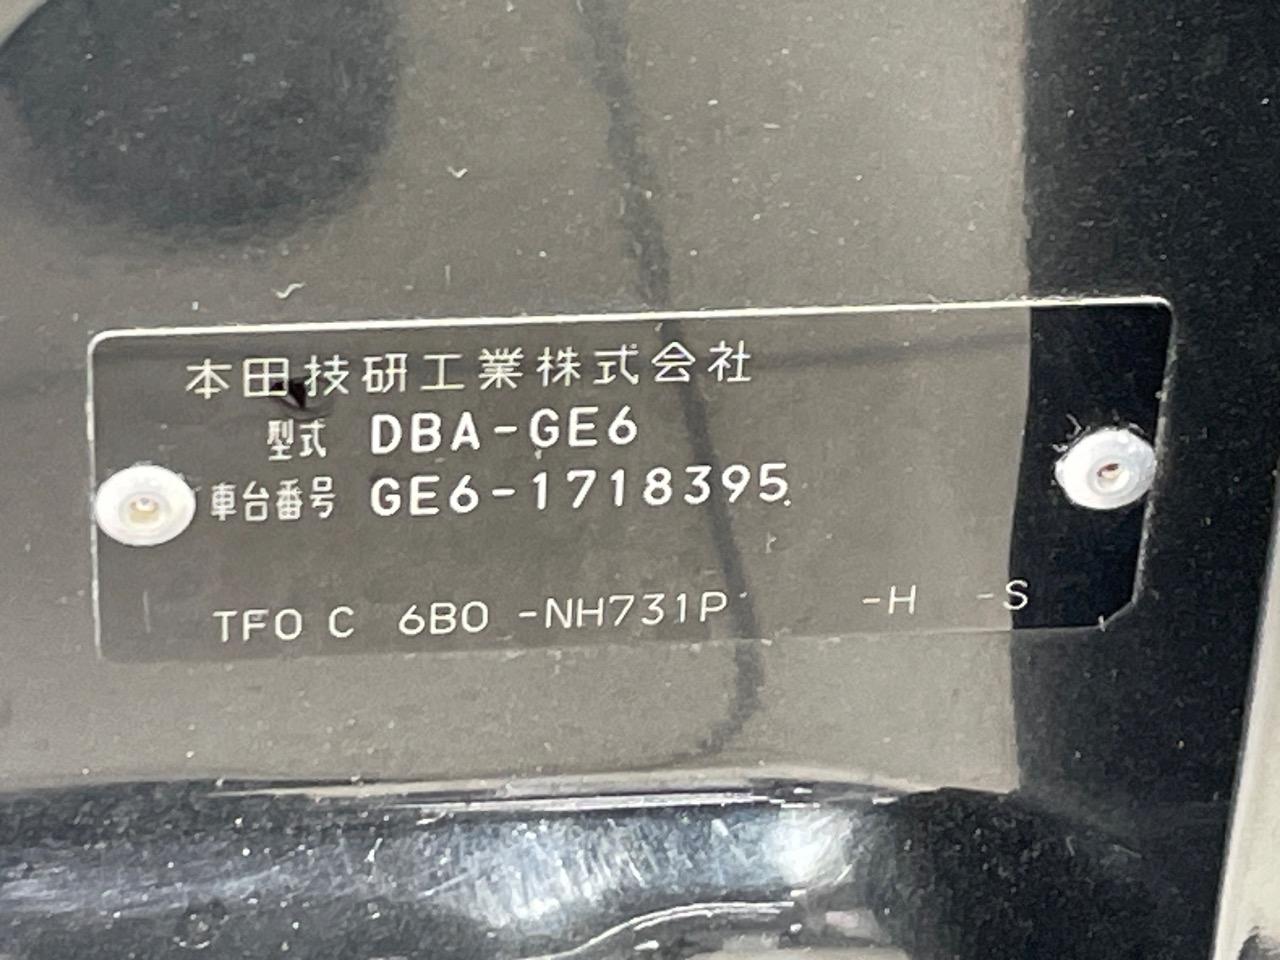 本田技研工業株式会社
型式 DBA-GE6
車台番号 GE6-1718395
TF0 C 6B0 -NH731P -H -S